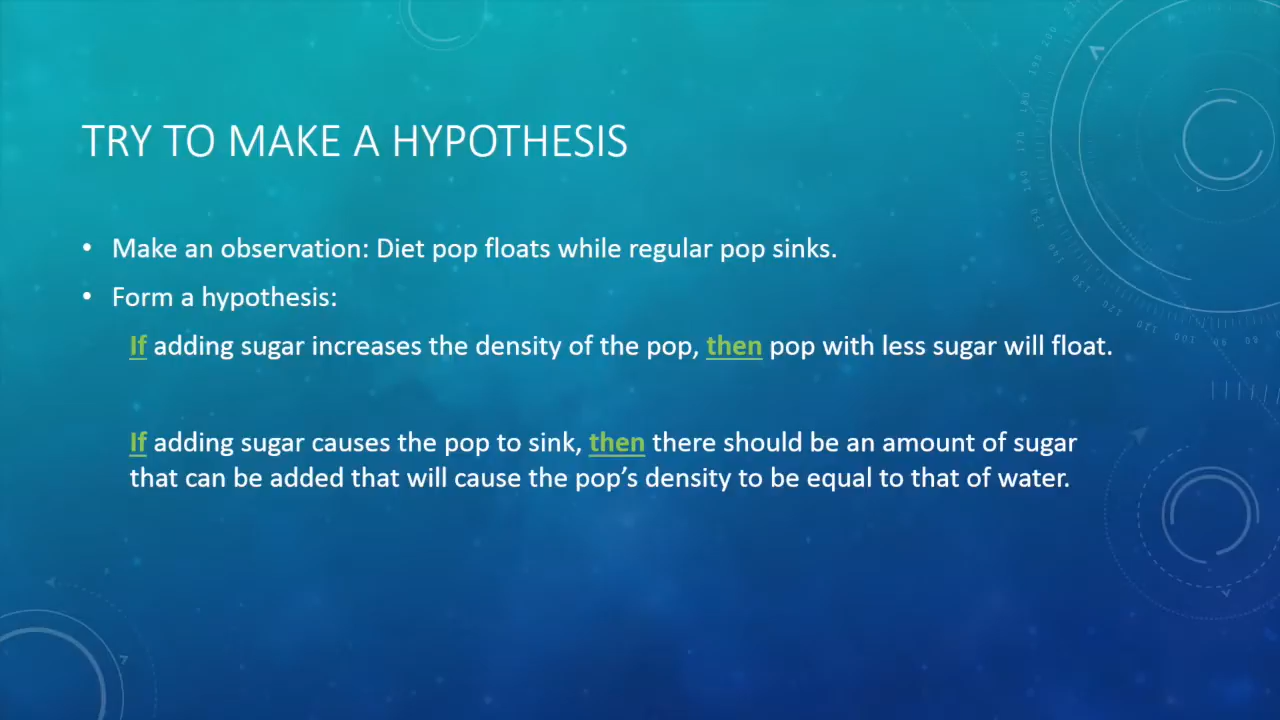 TRY TO MAKE A HYPOTHESIS
• Make an observation: Diet pop floats while regular pop sinks.
• Form a hypothesis:
If adding sugar increases the density of the pop, then pop with less sugar will float.
If adding sugar causes the pop to sink, then there should be an amount of sugar
that can be added that will cause the pop’s density to be equal to that of water.